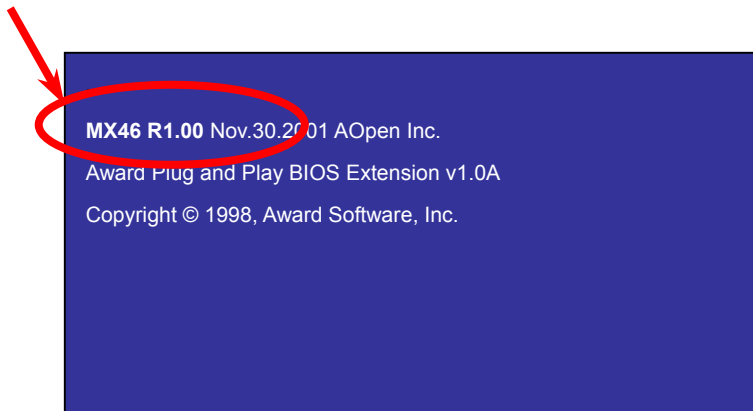 MX46 R1.00 Nov.30.2001 AOpen Inc.
Award Plug and Play BIOS Extension v1.0A
Copyright © 1998, Award Software, Inc.